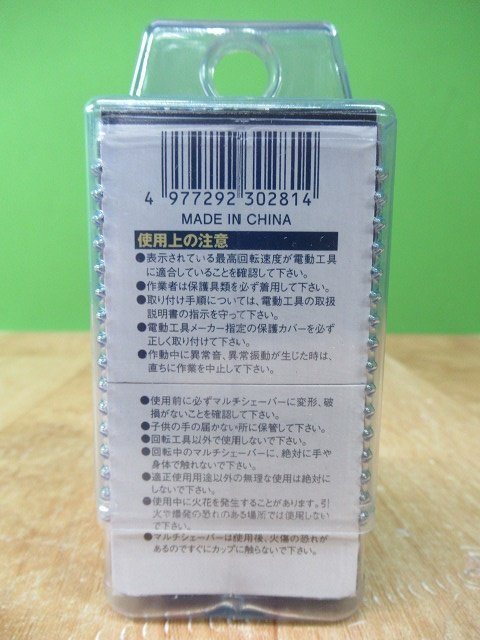 4 977292 302814
MADE IN CHINA
使用上の注意
●表示されている最高回転速度が電動工具
に適合していることを確認して下さい。
●作業者は保護具類を必ず着用して下さい。
●取り付け手順については、電動工具の取扱
説明書の指示を守って下さい。
●電動工具メーカー指定の保護カバーを必ず
正しく取り付けて下さい。
●作動中に異常音、異常振動が生じた時は、
直ちに作業を中止して下さい。
●使用前に必ずマルチシェーバーに変形、破
損がないことを確認して下さい。
●子供の手の届かない所に保管して下さい。
●回転工具以外で使用しないで下さい。
●回転中のマルチシェーバーに、絶対に手や
身体で触れないで下さい。
●適正使用用途以外の無理な使用は絶対に
しないで下さい。
●使用中に火花を発生することがあります。引
火や爆発の恐れのある場所では使用しない
で下さい。
●マルチシェーバーは使用後、火傷の恐れが
あるのですぐにカップに触らないで下さい。